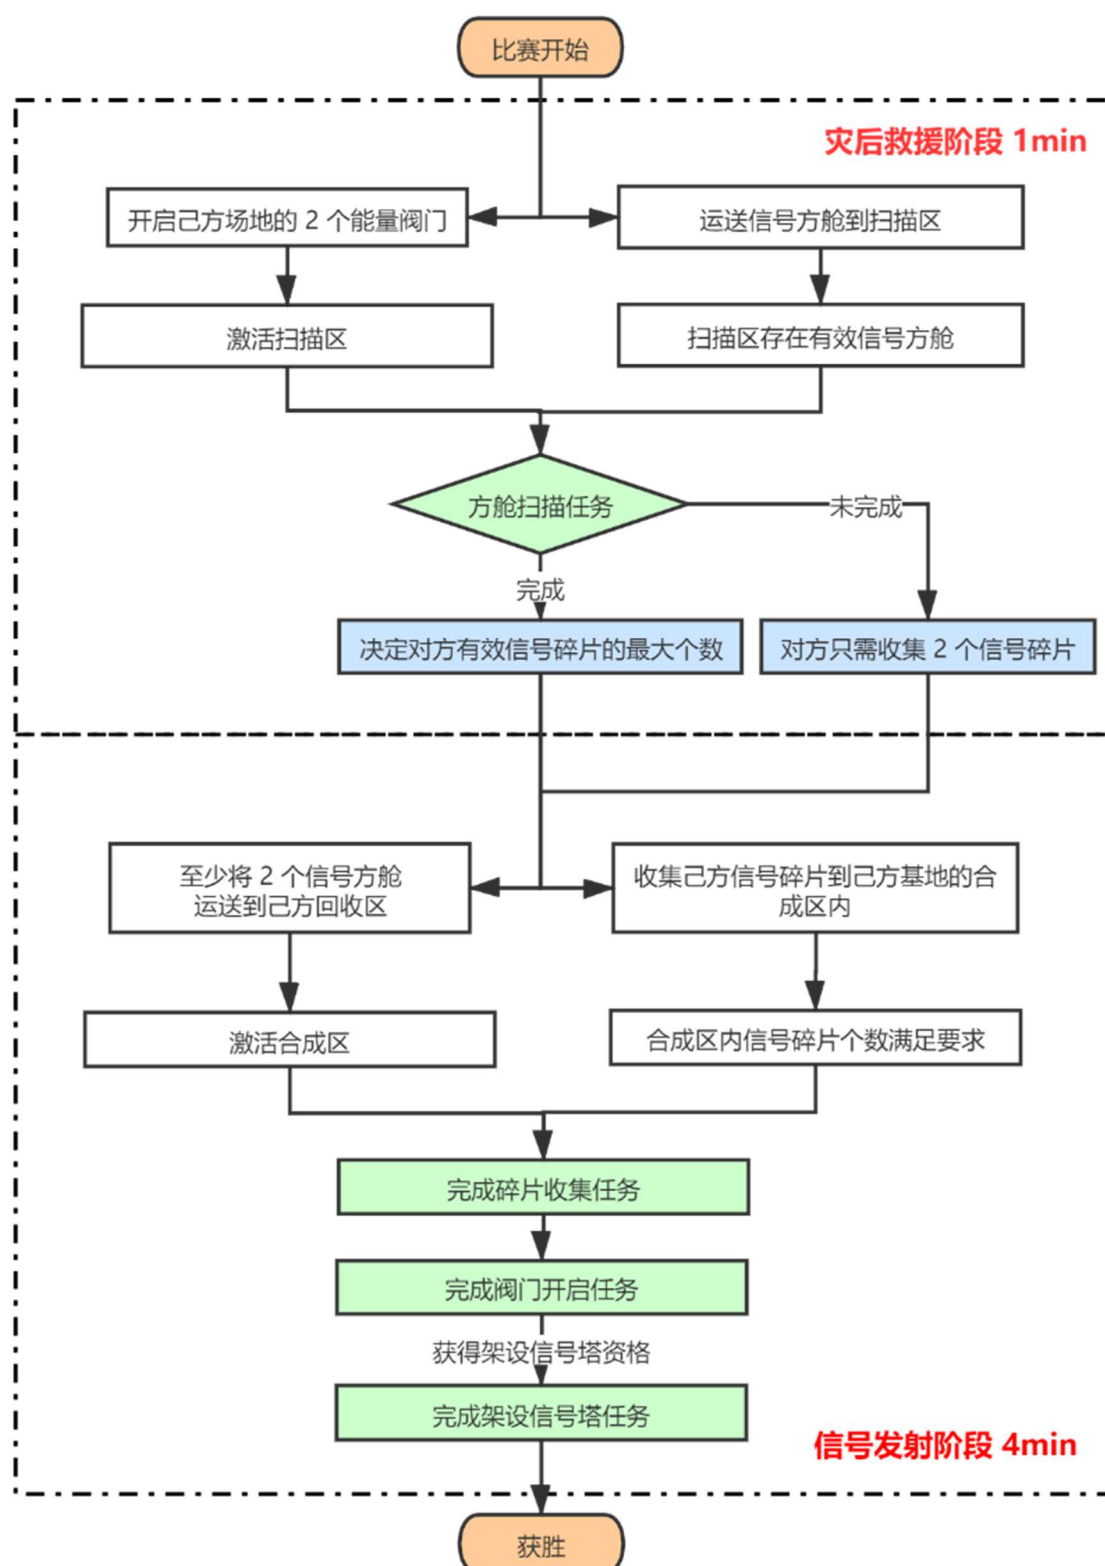 比赛开始
灾后救援阶段 1min
开启己方场地的 2 个能量阀门
运送信号方舱到扫描区
激活扫描区
扫描区存在有效信号方舱
方舱扫描任务
未完成
完成
决定对方有效信号碎片的最大个数
对方只需收集 2 个信号碎片
至少将 2 个信号方舱
运送到己方回收区
收集己方信号碎片到己方基地的合
成区内
激活合成区
合成区内信号碎片个数满足要求
完成碎片收集任务
完成阀门开启任务
获得架设信号塔资格
完成架设信号塔任务
信号发射阶段 4min
获胜